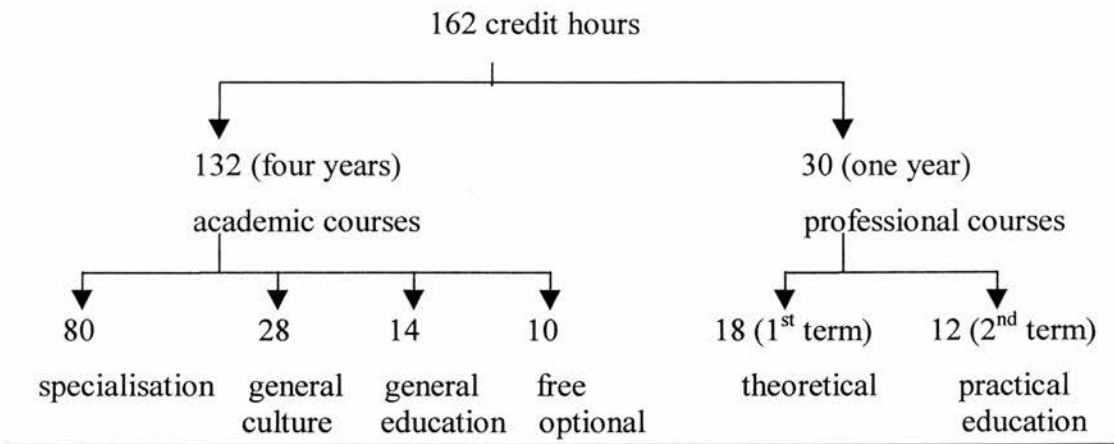 162 credit hours
132 (four years) 30 (one year)
academic courses professional courses
80 28 14 10 18 (1st term) 12 (2nd term)
specialisation general general free theoretical practical
culture education optional education